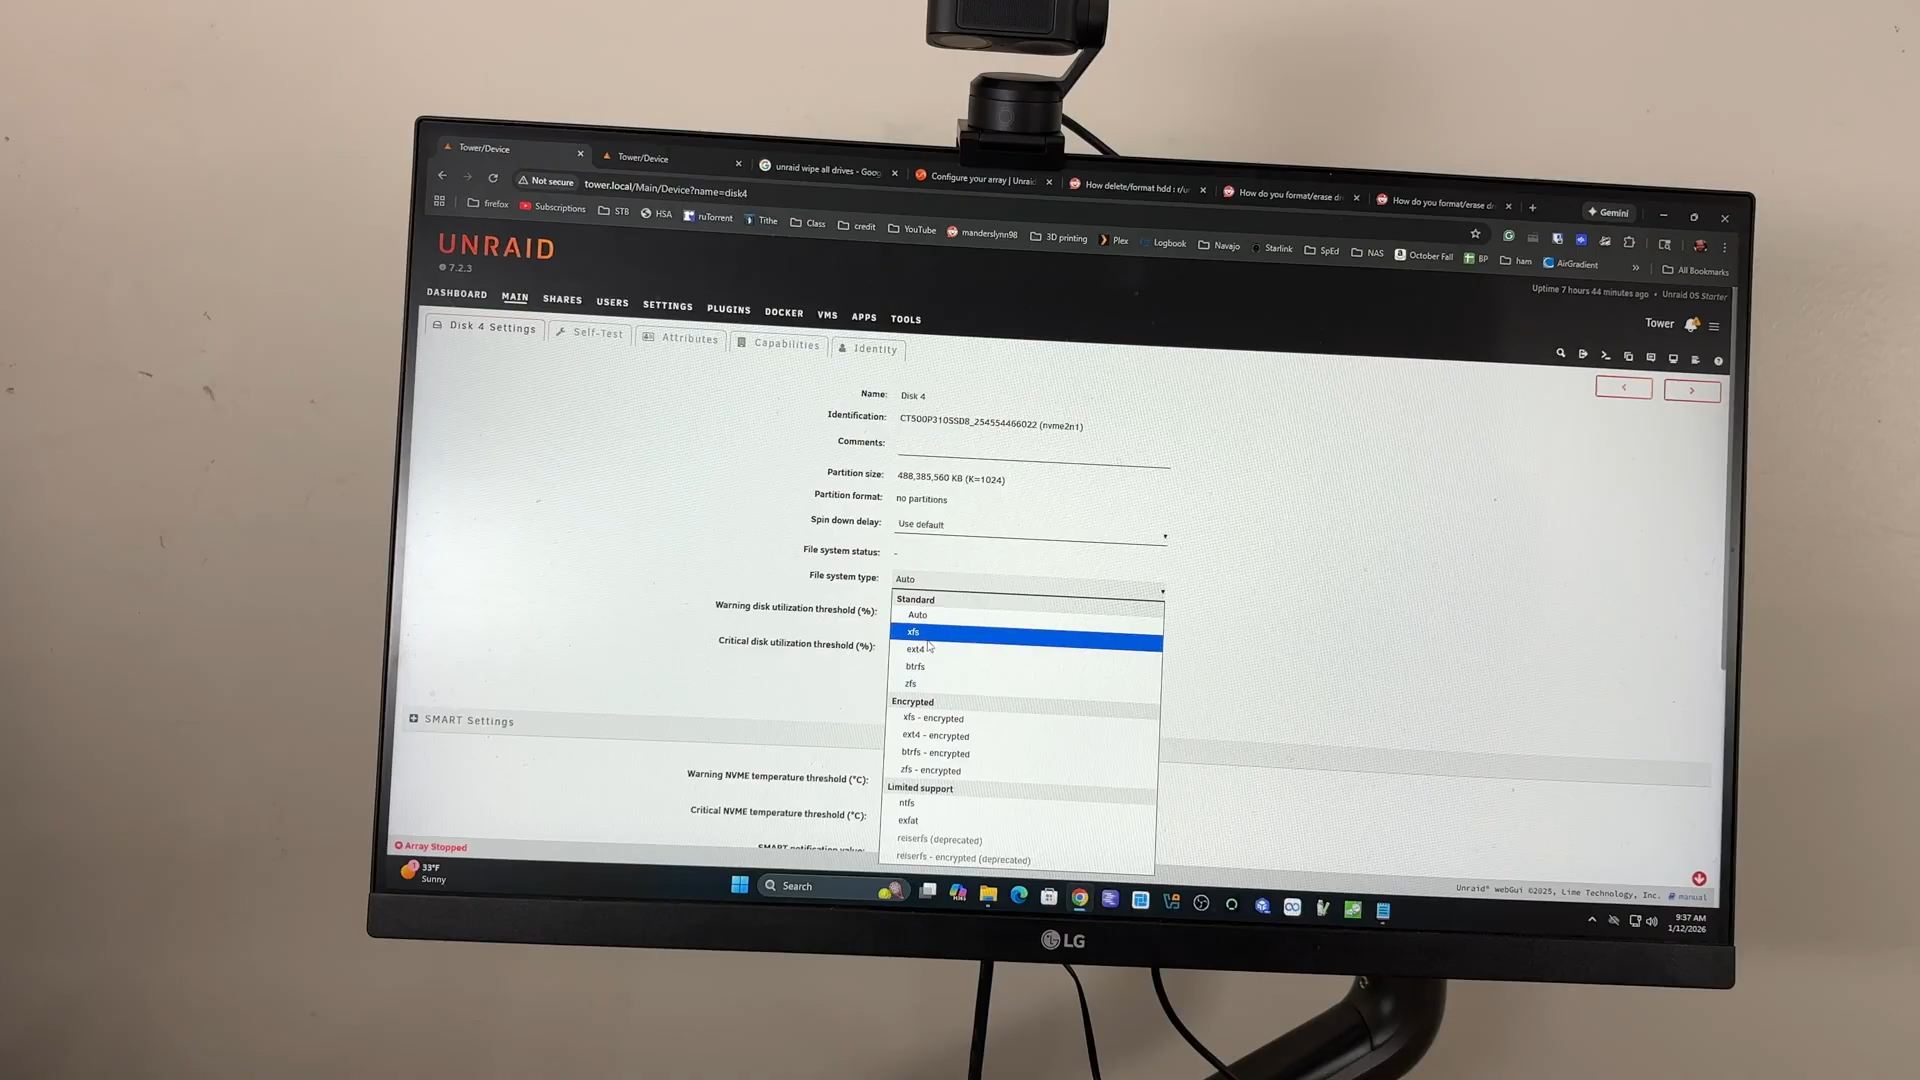 Tower/Device
Tower/Device
unraid wipe all drives - Goog
Configure your array | Unraid
How delete/format hdd : r/u
How do you format/erase dr
How do you format/erase dr
Gemini
Not secure
tower.local/Main/Device?name=disk4
firefox
Subscriptions
STB
HSA
ruTorrent
Tithe
Class
credit
YouTube
manderslynn98
3D printing
Plex
Logbook
Navajo
Starlink
SpEd
NAS
October Fall
BP
ham
AirGradient
»
All Bookmarks
UNRAID
7.2.3
Uptime 7 hours 44 minutes ago • Unraid OS Starter
DASHBOARD MAIN SHARES USERS SETTINGS PLUGINS DOCKER VMS APPS TOOLS
Tower
Disk 4 Settings
Self-Test
Attributes
Capabilities
Identity
Name: Disk 4
Identification: CT500P310SSD8_254554466022 (nvme2n1)
Comments:
Partition size: 488,385,560 KB (K=1024)
Partition format: no partitions
Spin down delay: Use default
File system status: -
File system type: Auto
Warning disk utilization threshold (%):
Critical disk utilization threshold (%):
Standard
Auto
xfs
ext4
btrfs
zfs
Encrypted
xfs - encrypted
ext4 - encrypted
btrfs - encrypted
zfs - encrypted
Limited support
ntfs
exfat
reiserfs (deprecated)
reiserfs - encrypted (deprecated)
SMART Settings
Warning NVME temperature threshold (°C):
Critical NVME temperature threshold (°C):
SMART notification value:
Array Stopped
Unraid® webGui ©2025, Lime Technology, Inc. manual
1
33°F
Sunny
Search
9:37 AM
1/12/2026
LG